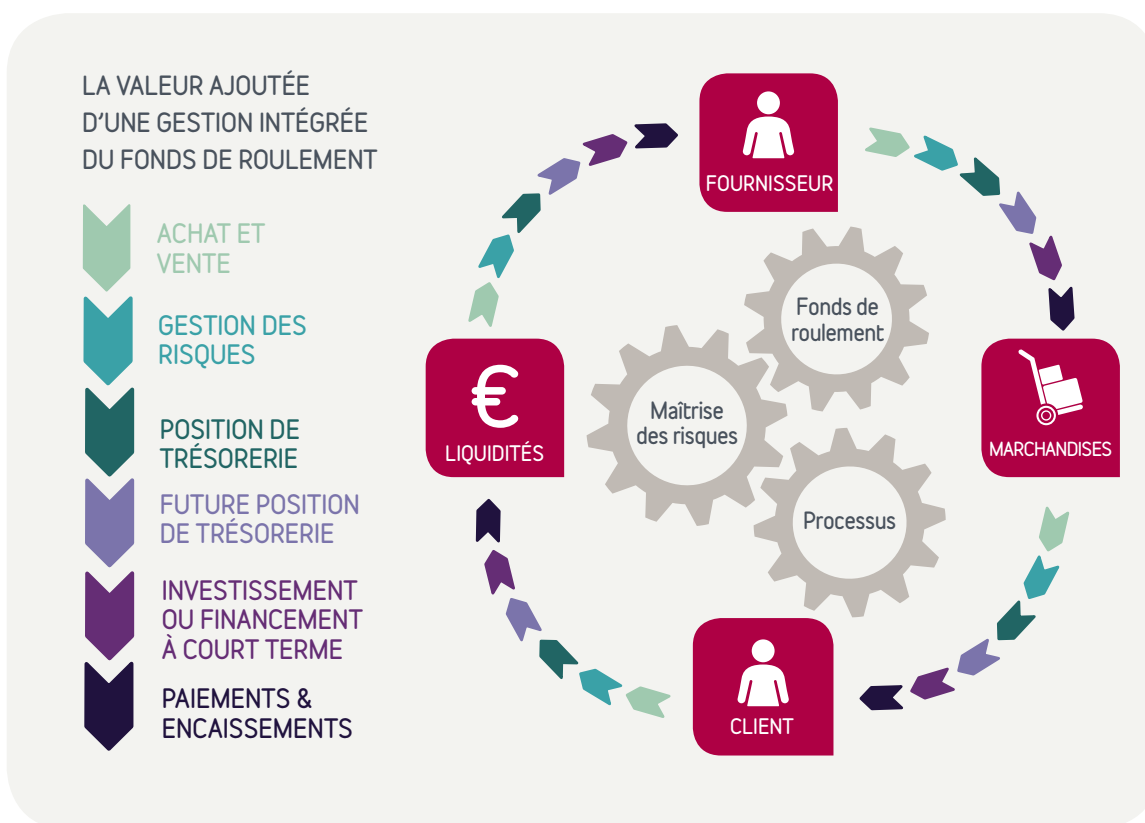 LA VALEUR AJOUTÉE
D'UNE GESTION INTÉGRÉE
DU FONDS DE ROULEMENT
ACHAT ET
VENTE
GESTION DES
RISQUES
POSITION DE
TRÉSORERIE
FUTURE POSITION
DE TRÉSORERIE
INVESTISSEMENT
OU FINANCEMENT
À COURT TERME
PAIEMENTS &
ENCAISSEMENTS
FOURNISSEUR
Fonds de
roulement
€
LIQUIDITÉS
Maîtrise
des risques
MARCHANDISES
Processus
CLIENT